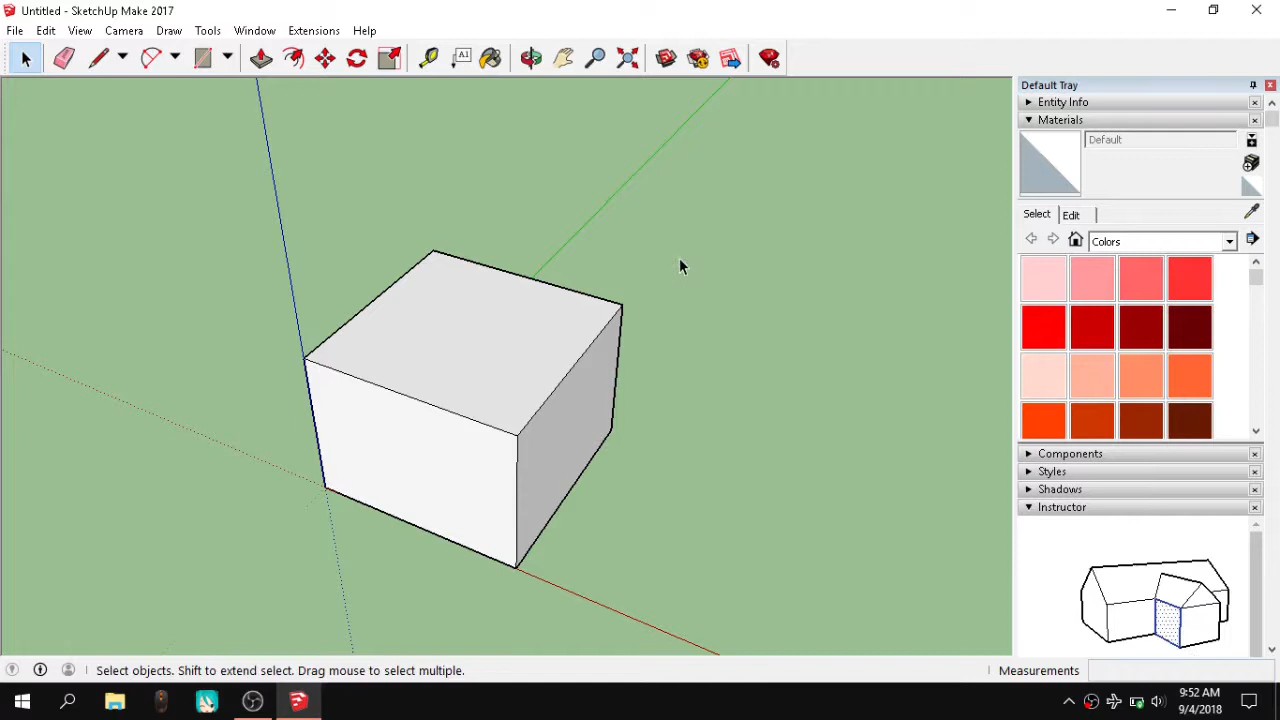 Untitled - SketchUp Make 2017
File Edit View Camera Draw Tools Window Extensions Help
A1
Default Tray
Entity Info
Materials
Default
Select Edit
Colors
Components
Styles
Shadows
Instructor
Select objects. Shift to extend select. Drag mouse to select multiple.
Measurements
9:52 AM
9/4/2018